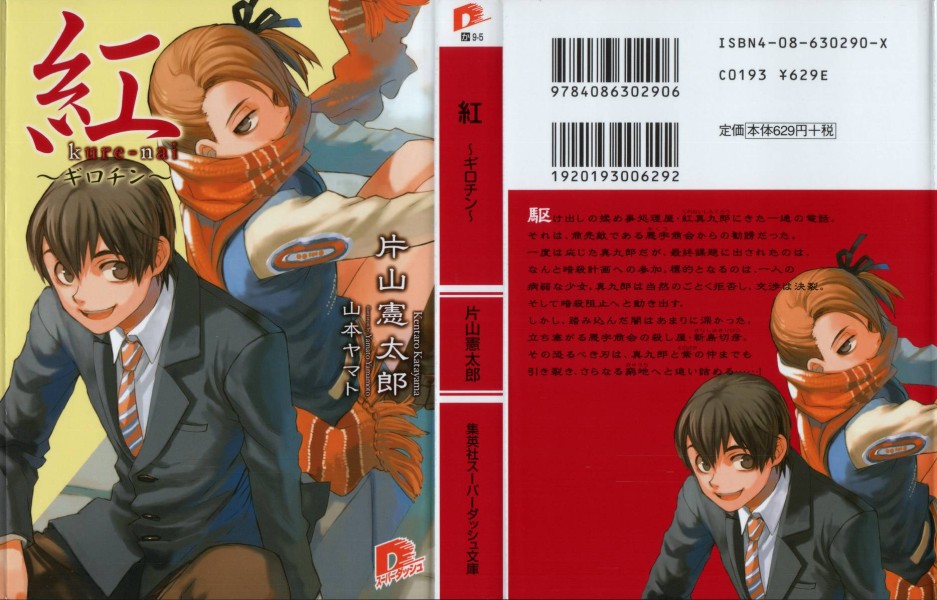 紅
kure-nai
～ギロチン～
片山憲太郎
Kentaro Katayama
山本ヤマト
Yamato Yamamoto
スーパーダッシュ
D
か9-5
紅
～ギロチン～
片山憲太郎
集英社スーパーダッシュ文庫
9784086302906
1920193006292
ISBN4-08-630290-X
C0193 ¥629E
定価 本体629円+税
駆け出しの揉め事処理屋・紅真九郎にきた一通の電話。
それは、商売敵である悪宇商会からの勧誘だった。
一度は応じた真九郎だが、最終課題に出されたのは、
なんと暗殺計画への参加。標的となるのは、一人の
病弱な少女。真九郎は当然のごとく拒否し、交渉は決裂。
そして暗殺阻止へと動き出す。
しかし、踏み込んだ闇はあまりに深かった。
立ち塞がる悪宇商会の殺し屋・斬島切彦。
その恐るべき刃は、真九郎と紫の仲までも
引き裂き、さらなる窮地へと追い詰める……!